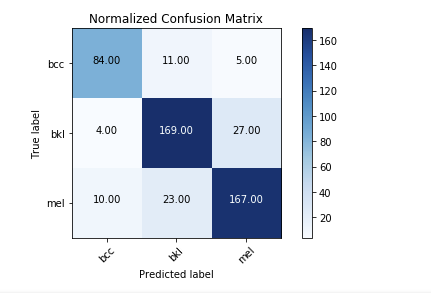 Normalized Confusion Matrix
True label
bcc 84.00 11.00 5.00
bkl 4.00 169.00 27.00
mel 10.00 23.00 167.00
bcc bkl mel
Predicted label
160
140
120
100
80
60
40
20